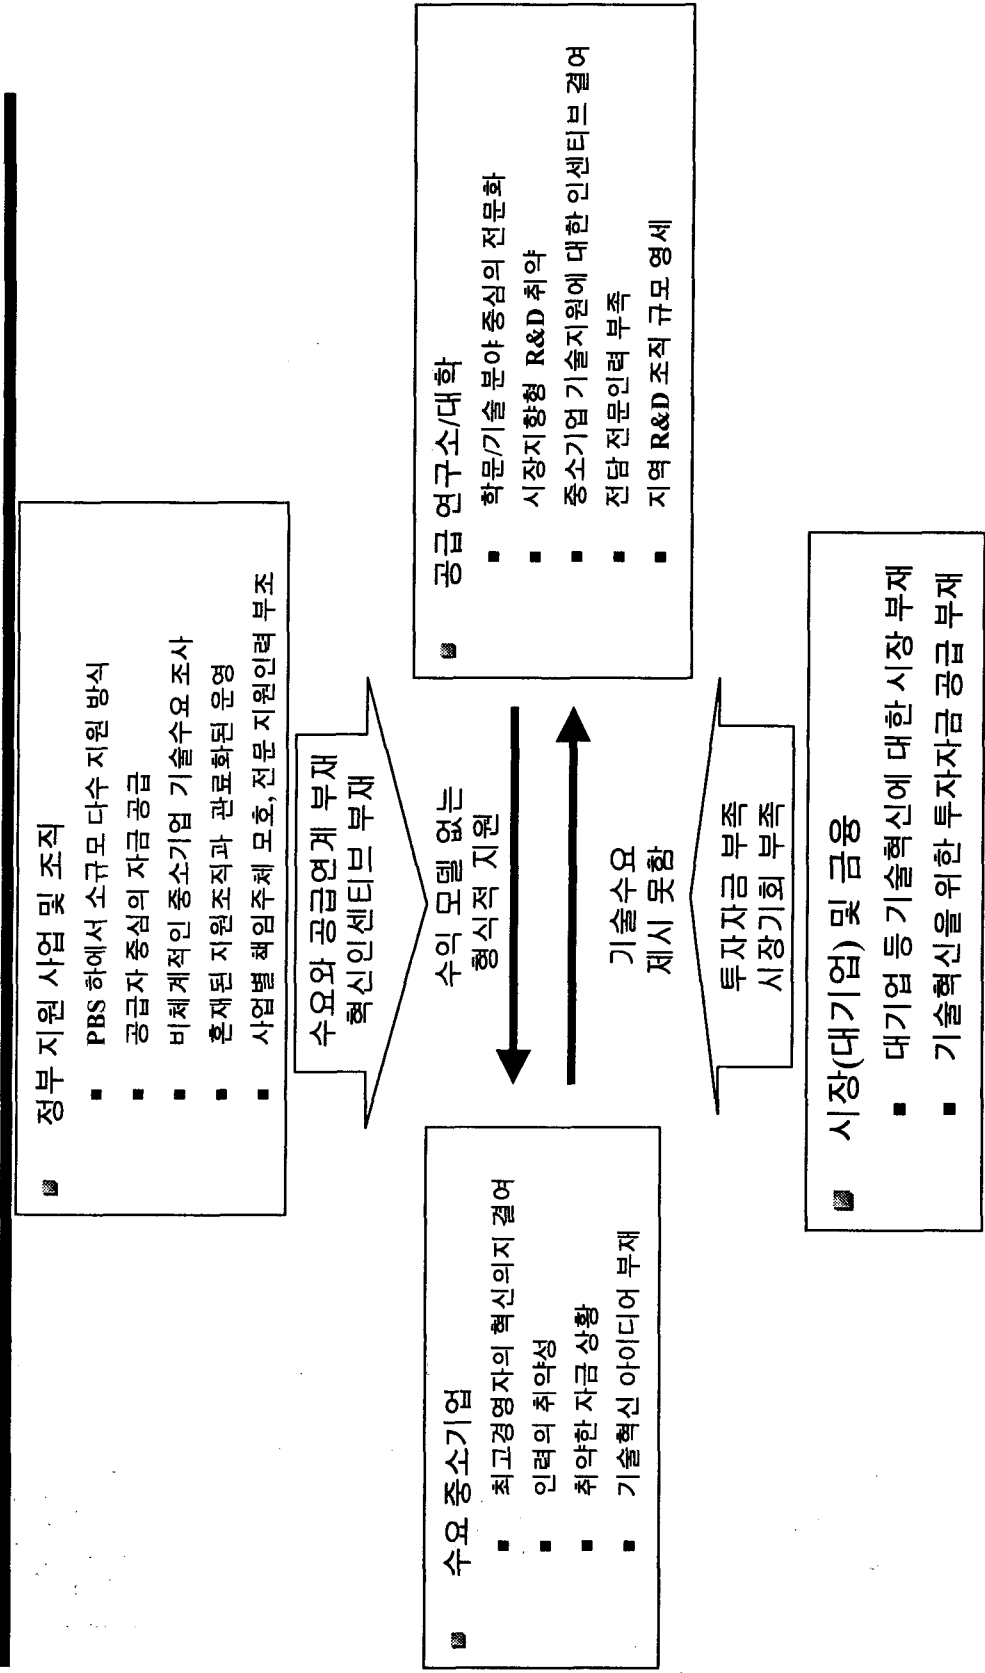 정부 지원 사업 및 조직
PBS 하에서 소규모 다수 지원 방식
공급자 중심의 자금 공급
비체계적인 중소기업 기술수요 조사
혼재된 지원조직과 관료화된 운영
사업별 책임주체 모호, 전문 지원인력 부조
수요와 공급연계 부재
혁신인센티브 부재
수요 중소기업
최고경영자의 혁신의지 결여
인력의 취약성
취약한 자금 상황
기술혁신 아이디어 부재
수익 모델 없는
형식적 지원
기술수요
제시 못함
공급 연구소/대학
학문/기술 분야 중심의 전문화
시장지향형 R&D 취약
중소기업 기술지원에 대한 인센티브 결여
전담 전문인력 부족
지역 R&D 조직 규모 영세
투자자금 부족
시장기회 부족
시장(대기업) 및 금융
대기업 등 기술혁신에 대한 시장 부재
기술혁신을 위한 투자자금 공급 부재